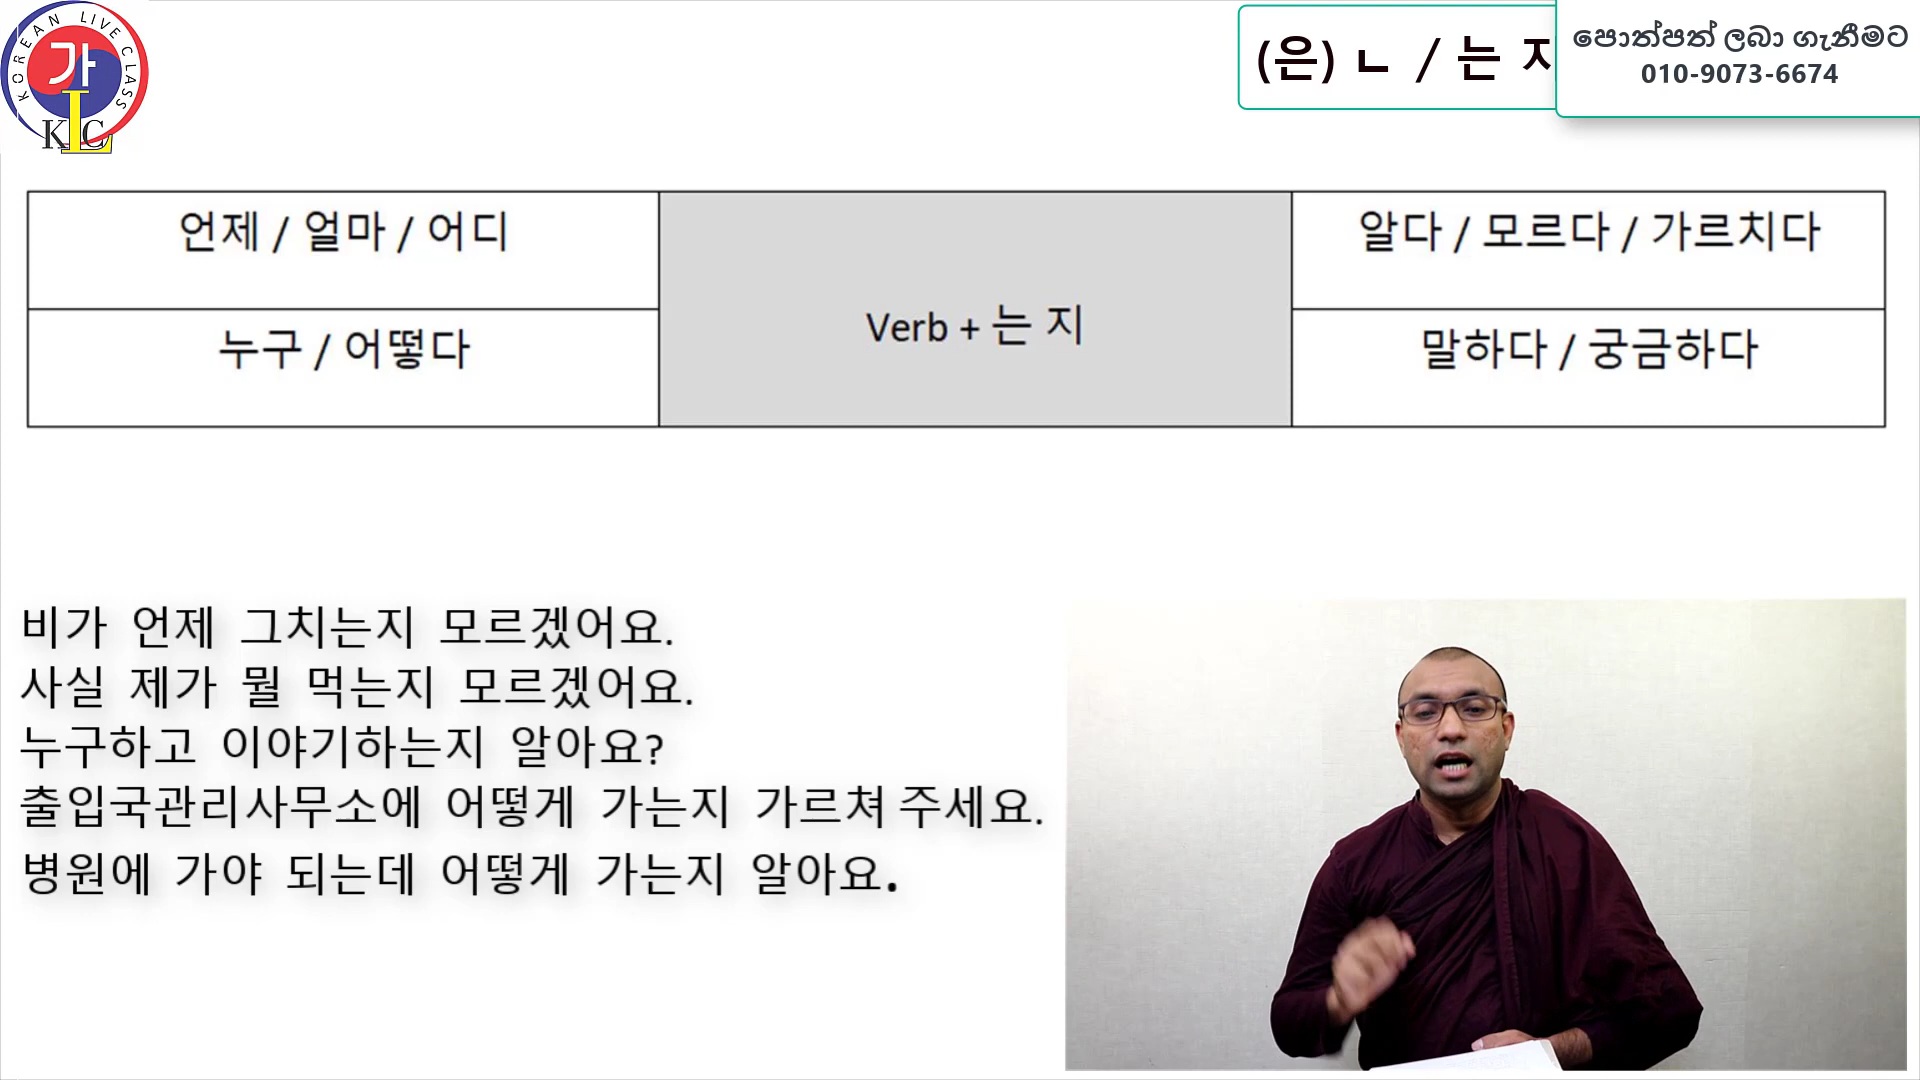 KOREAN LIVE CLASS
가
KLC
(은) ㄴ / 는 지
පොත්පත් ලබා ගැනීමට
010-9073-6674
언제 / 얼마 / 어디
누구 / 어떻다
Verb + 는 지
알다 / 모르다 / 가르치다
말하다 / 궁금하다
비가 언제 그치는지 모르겠어요.
사실 제가 뭘 먹는지 모르겠어요.
누구하고 이야기하는지 알아요?
출입국관리사무소에 어떻게 가는지 가르쳐 주세요.
병원에 가야 되는데 어떻게 가는지 알아요.